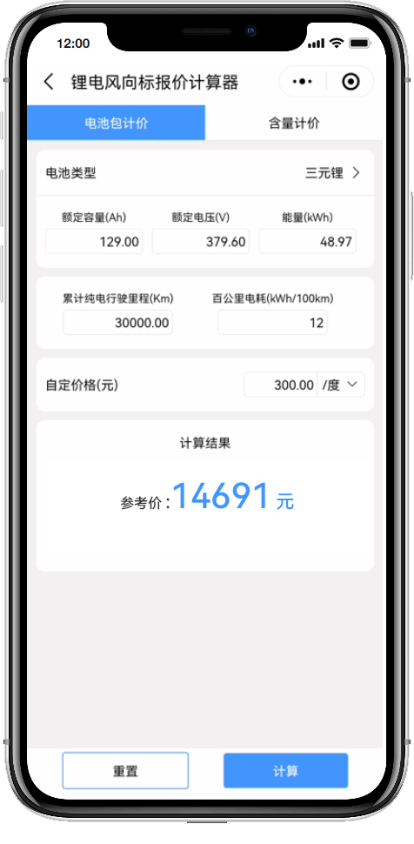 12:00
锂电风向标报价计算器
电池包计价 含量计价
电池类型 三元锂
额定容量(Ah) 额定电压(V) 能量(kWh)
129.00 379.60 48.97
累计纯电行驶里程(Km) 百公里电耗(kWh/100km)
30000.00 12
自定价格(元) 300.00 /度
计算结果
参考价:14691 元
重置 计算